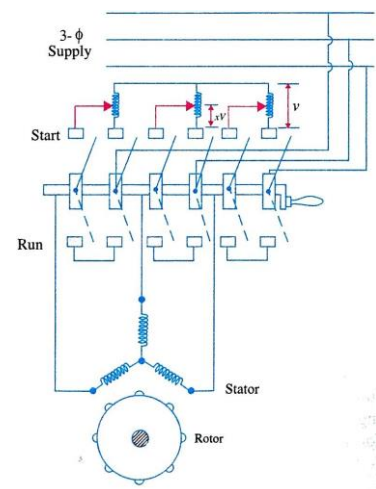 3- ϕ
Supply
xV
v
Start
Run
Stator
Rotor